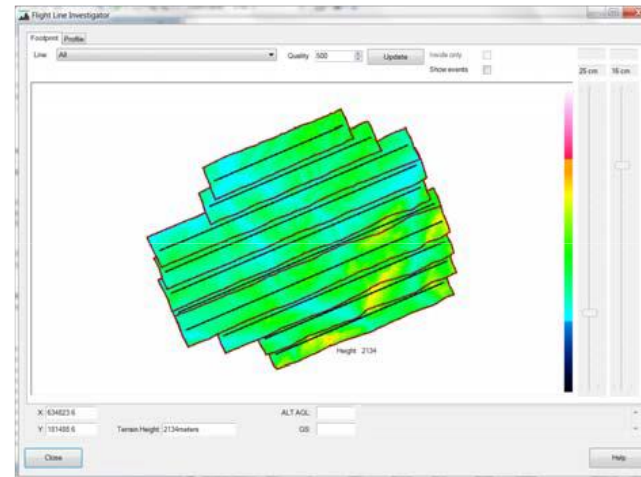 Flight Line Investigator
Footprint Profile
Line All Quality 500 Update Inside only
Show events
25 cm 16 cm
Height 2134
X 634823.6 ALT AGL
Y 181488.6 Terrain Height 2134meters GS
Close Help